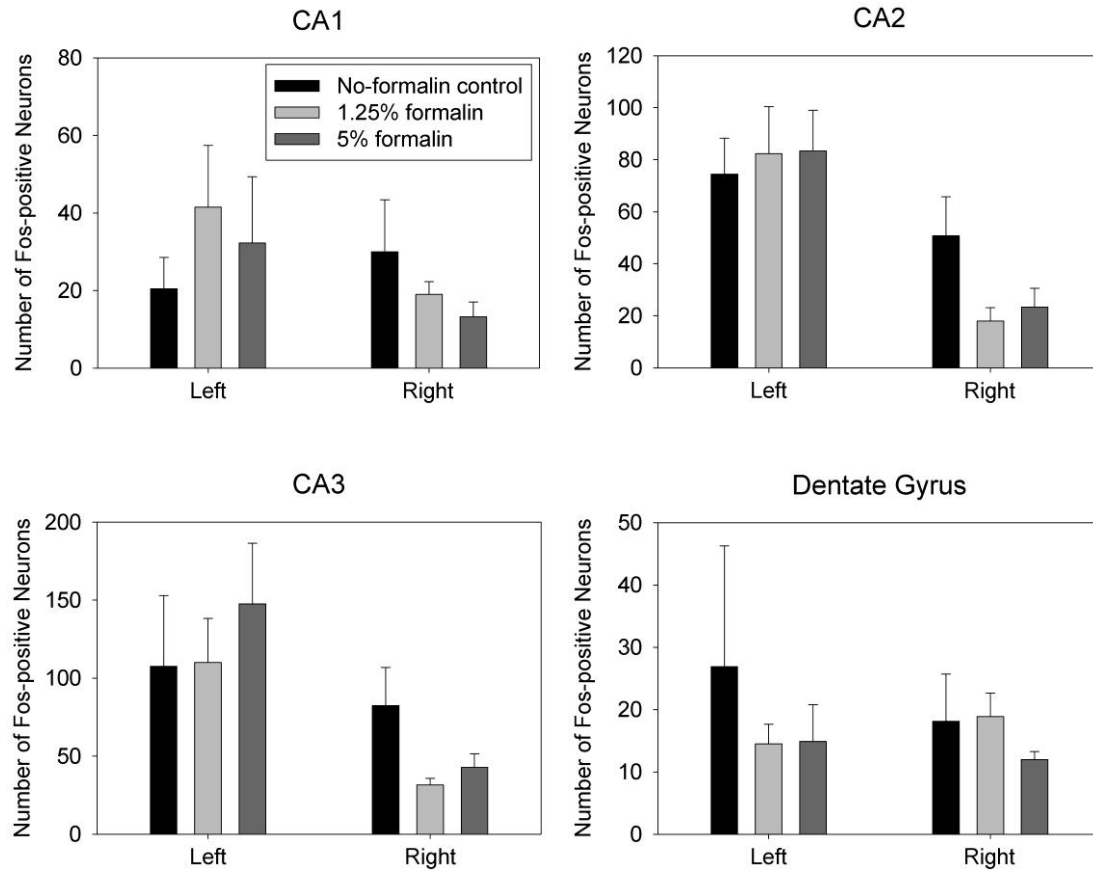 CA1
Number of Fos-positive Neurons
80
60
40
20
0
No-formalin control
1.25% formalin
5% formalin
Left
Right
CA2
Number of Fos-positive Neurons
120
100
80
60
40
20
0
Left
Right
CA3
Number of Fos-positive Neurons
200
150
100
50
0
Left
Right
Dentate Gyrus
Number of Fos-positive Neurons
50
40
30
20
10
0
Left
Right